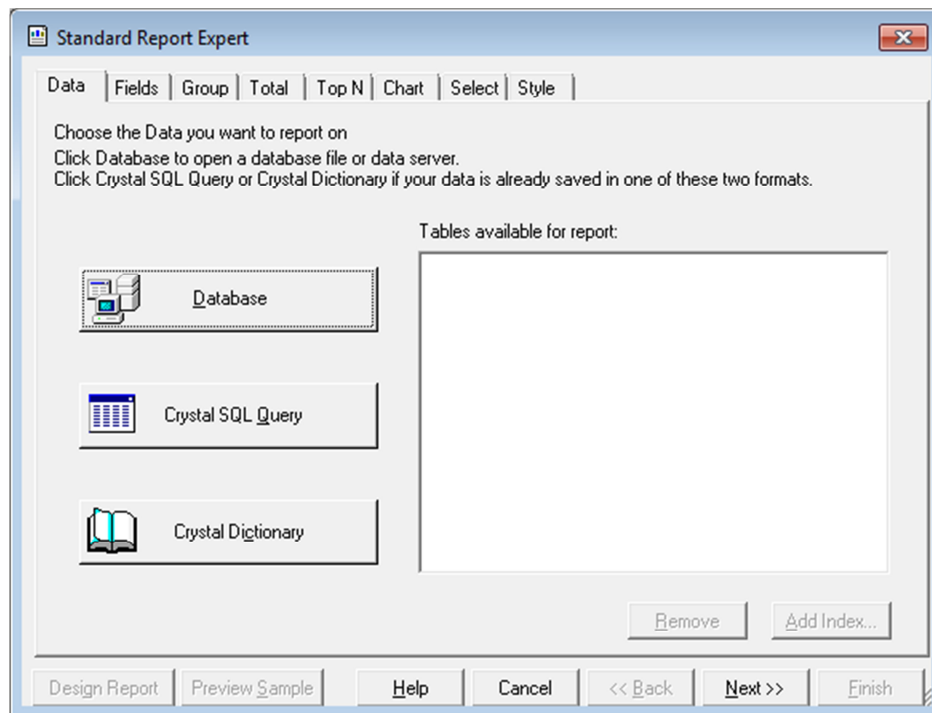 Standard Report Expert
Data Fields Group Total Top N Chart Select Style
Choose the Data you want to report on
Click Database to open a database file or data server.
Click Crystal SQL Query or Crystal Dictionary if your data is already saved in one of these two formats.
Tables available for report:
Database
Crystal SQL Query
Crystal Dictionary
Remove Add Index...
Design Report Preview Sample Help Cancel << Back Next >> Finish